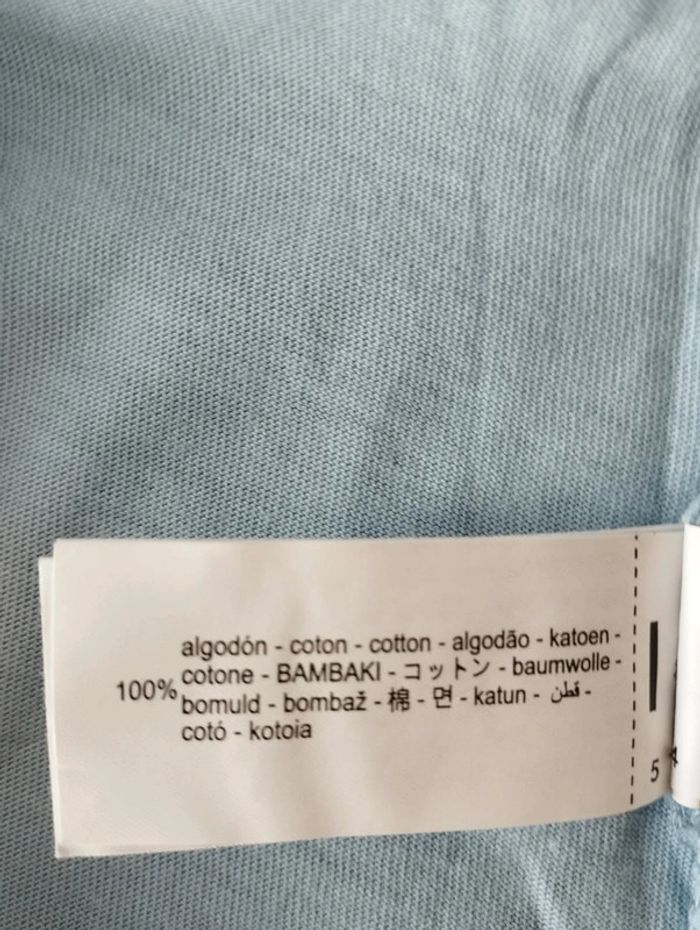 algodón - coton - cotton - algodão - katoen -
100% cotone - BAMBAKI - コットン - baumwolle -
bomuld - bombaž - 棉 - 면 - katun - قطن -
cotó - kotoia
5